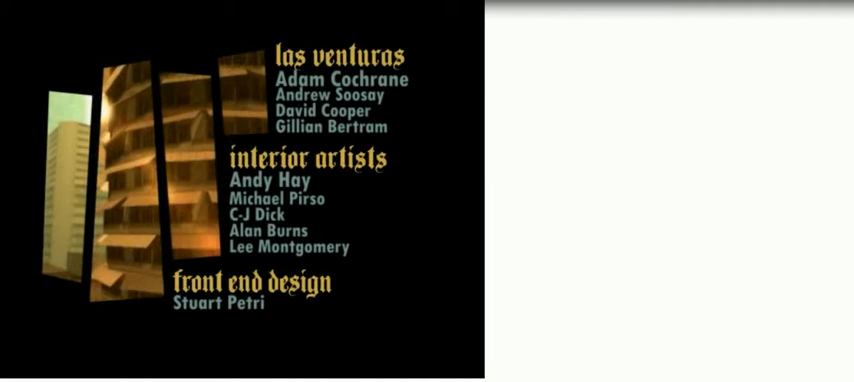 las venturas
Adam Cochrane
Andrew Soosay
David Cooper
Gillian Bertram
interior artists
Andy Hay
Michael Pirso
C-J Dick
Alan Burns
Lee Montgomery
front end design
Stuart Petri